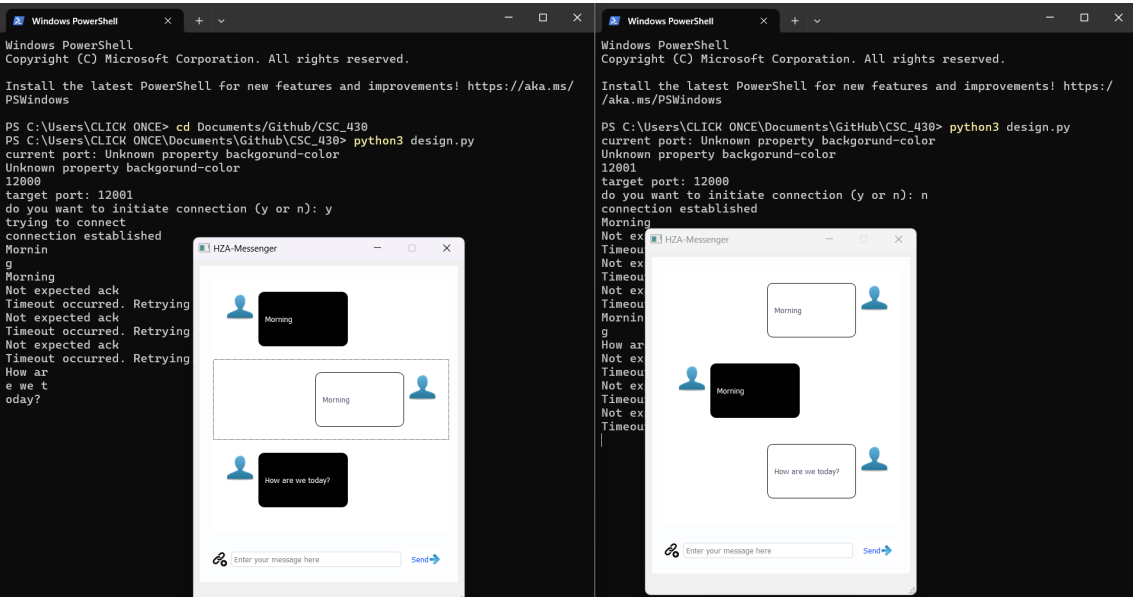 Windows PowerShell
Windows PowerShell
Copyright (C) Microsoft Corporation. All rights reserved.
Install the latest PowerShell for new features and improvements! https://aka.ms/
PSWindows
PS C:\Users\CLICK ONCE> cd Documents/Github/CSC_430
PS C:\Users\CLICK ONCE\Documents\Github\CSC_430> python3 design.py
current port: Unknown property backgorund-color
Unknown property backgorund-color
12000
target port: 12001
do you want to initiate connection (y or n): y
trying to connect
connection established
Mornin
g
Morning
Not expected ack
Timeout occurred. Retrying
Not expected ack
Timeout occurred. Retrying
Not expected ack
Timeout occurred. Retrying
How ar
e we t
oday?
HZA-Messenger
Morning
Morning
How are we today?
Enter your message here
Send
Windows PowerShell
Windows PowerShell
Copyright (C) Microsoft Corporation. All rights reserved.
Install the latest PowerShell for new features and improvements! https:/
/aka.ms/PSWindows
PS C:\Users\CLICK ONCE\Documents\GitHub\CSC_430> python3 design.py
current port: Unknown property backgorund-color
Unknown property backgorund-color
12001
target port: 12000
do you want to initiate connection (y or n): n
connection established
Morning
Not ex
Timeou
Not ex
Timeou
Not ex
Timeou
Mornin
g
How ar
Not ex
Timeou
Not ex
Timeou
Not ex
Timeou
HZA-Messenger
Morning
Morning
How are we today?
Enter your message here
Send